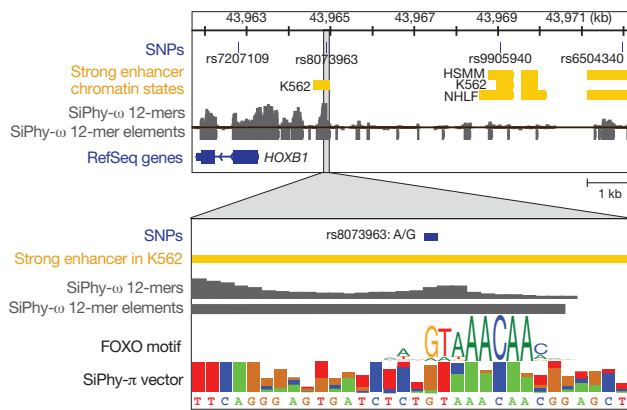 43,963 43,965 43,967 43,969 43,971 (kb)
SNPs
rs7207109 rs8073963 rs9905940 rs6504340
Strong enhancer
chromatin states
K562
HSMM
K562
NHLF
SiPhy-ω 12-mers
SiPhy-ω 12-mer elements
RefSeq genes
HOXB1
1 kb
SNPs
rs8073963: A/G
Strong enhancer in K562
SiPhy-ω 12-mers
SiPhy-ω 12-mer elements
FOXO motif
A GTAAACAAC
SiPhy-π vector
T T C A G G G A G T G A T C T C T G T A A A C A A C G G A G C T